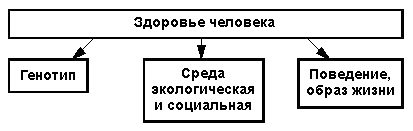 Здоровье человека
Генотип
Среда
экологическая
и социальная
Поведение,
образ жизни